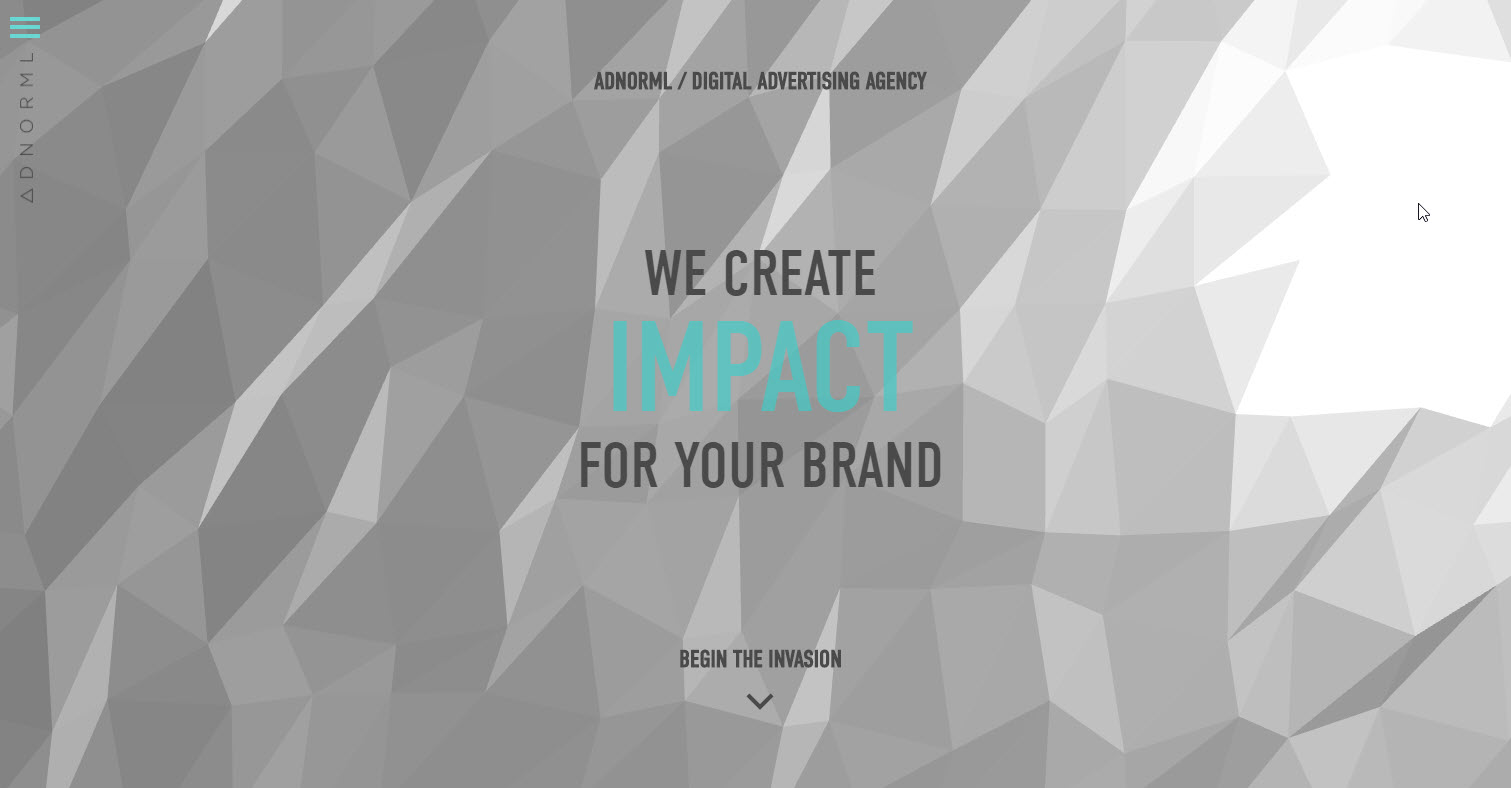 ADNORML
ADNORML / DIGITAL ADVERTISING AGENCY
WE CREATE
IMPACT
FOR YOUR BRAND
BEGIN THE INVASION